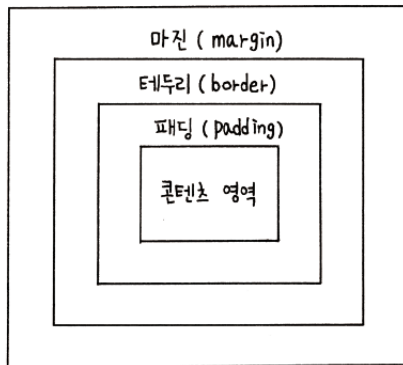 마진 ( margin)
테두리 ( border)
패딩 ( padding)
콘텐츠 영역